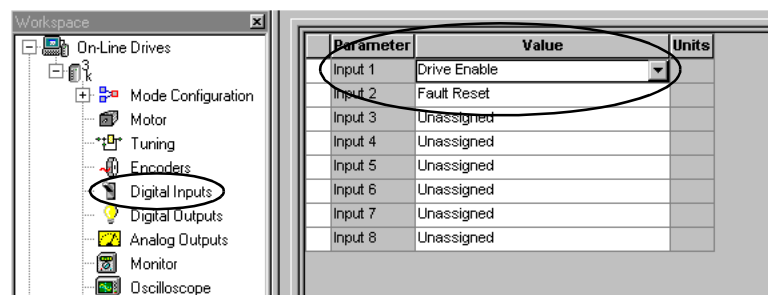 Workspace
On-Line Drives
3k
Mode Configuration
Motor
Tuning
Encoders
Digital Inputs
Digital Outputs
Analog Outputs
Monitor
Oscilloscope
Parameter Value Units
Input 1 Drive Enable
Input 2 Fault Reset
Input 3 Unassigned
Input 4 Unassigned
Input 5 Unassigned
Input 6 Unassigned
Input 7 Unassigned
Input 8 Unassigned